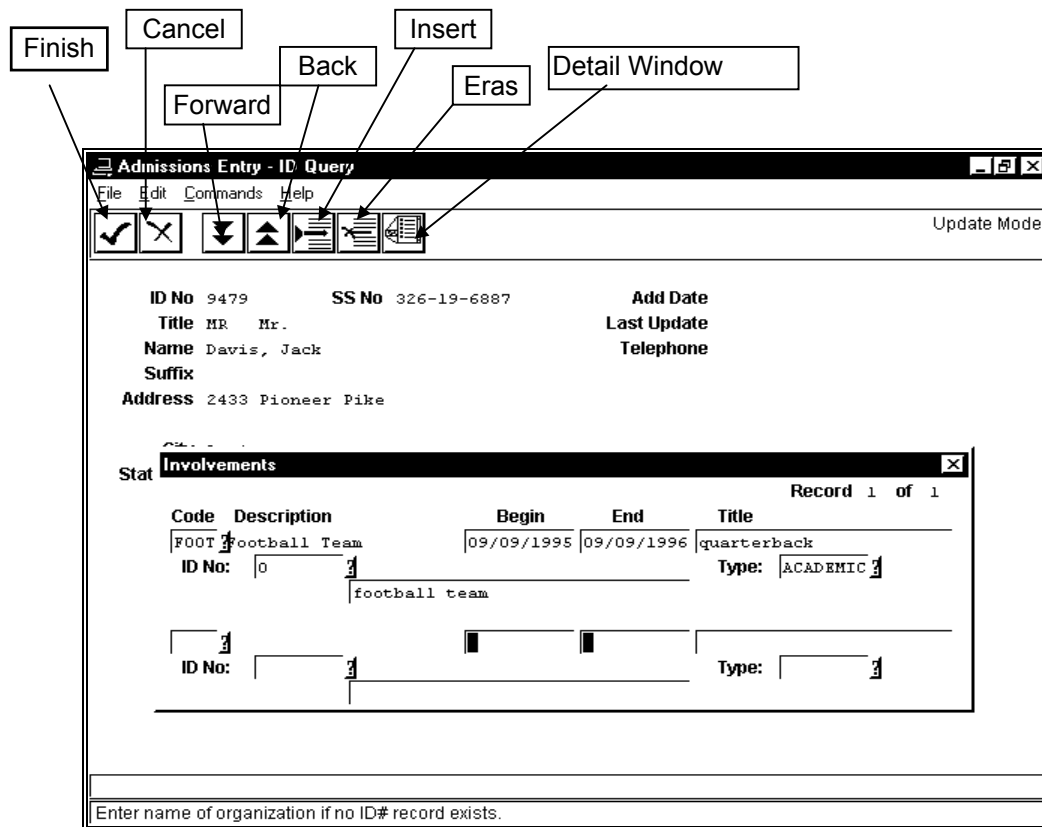 Finish
Cancel
Insert
Back
Detail Window
Eras
Forward
Admissions Entry - ID Query
File Edit Commands Help
Update Mode
ID No 9479 SS No 326-19-6887 Add Date
Title MR Mr. Last Update
Name Davis, Jack Telephone
Suffix
Address 2433 Pioneer Pike
Stat
Involvements
Record 1 of 1
Code Description Begin End Title
FOOT ? Football Team 09/09/1995 09/09/1996 quarterback
ID No: 0 ? Type: ACADEMIC ?
football team
?
ID No: ? Type: ?
Enter name of organization if no ID# record exists.